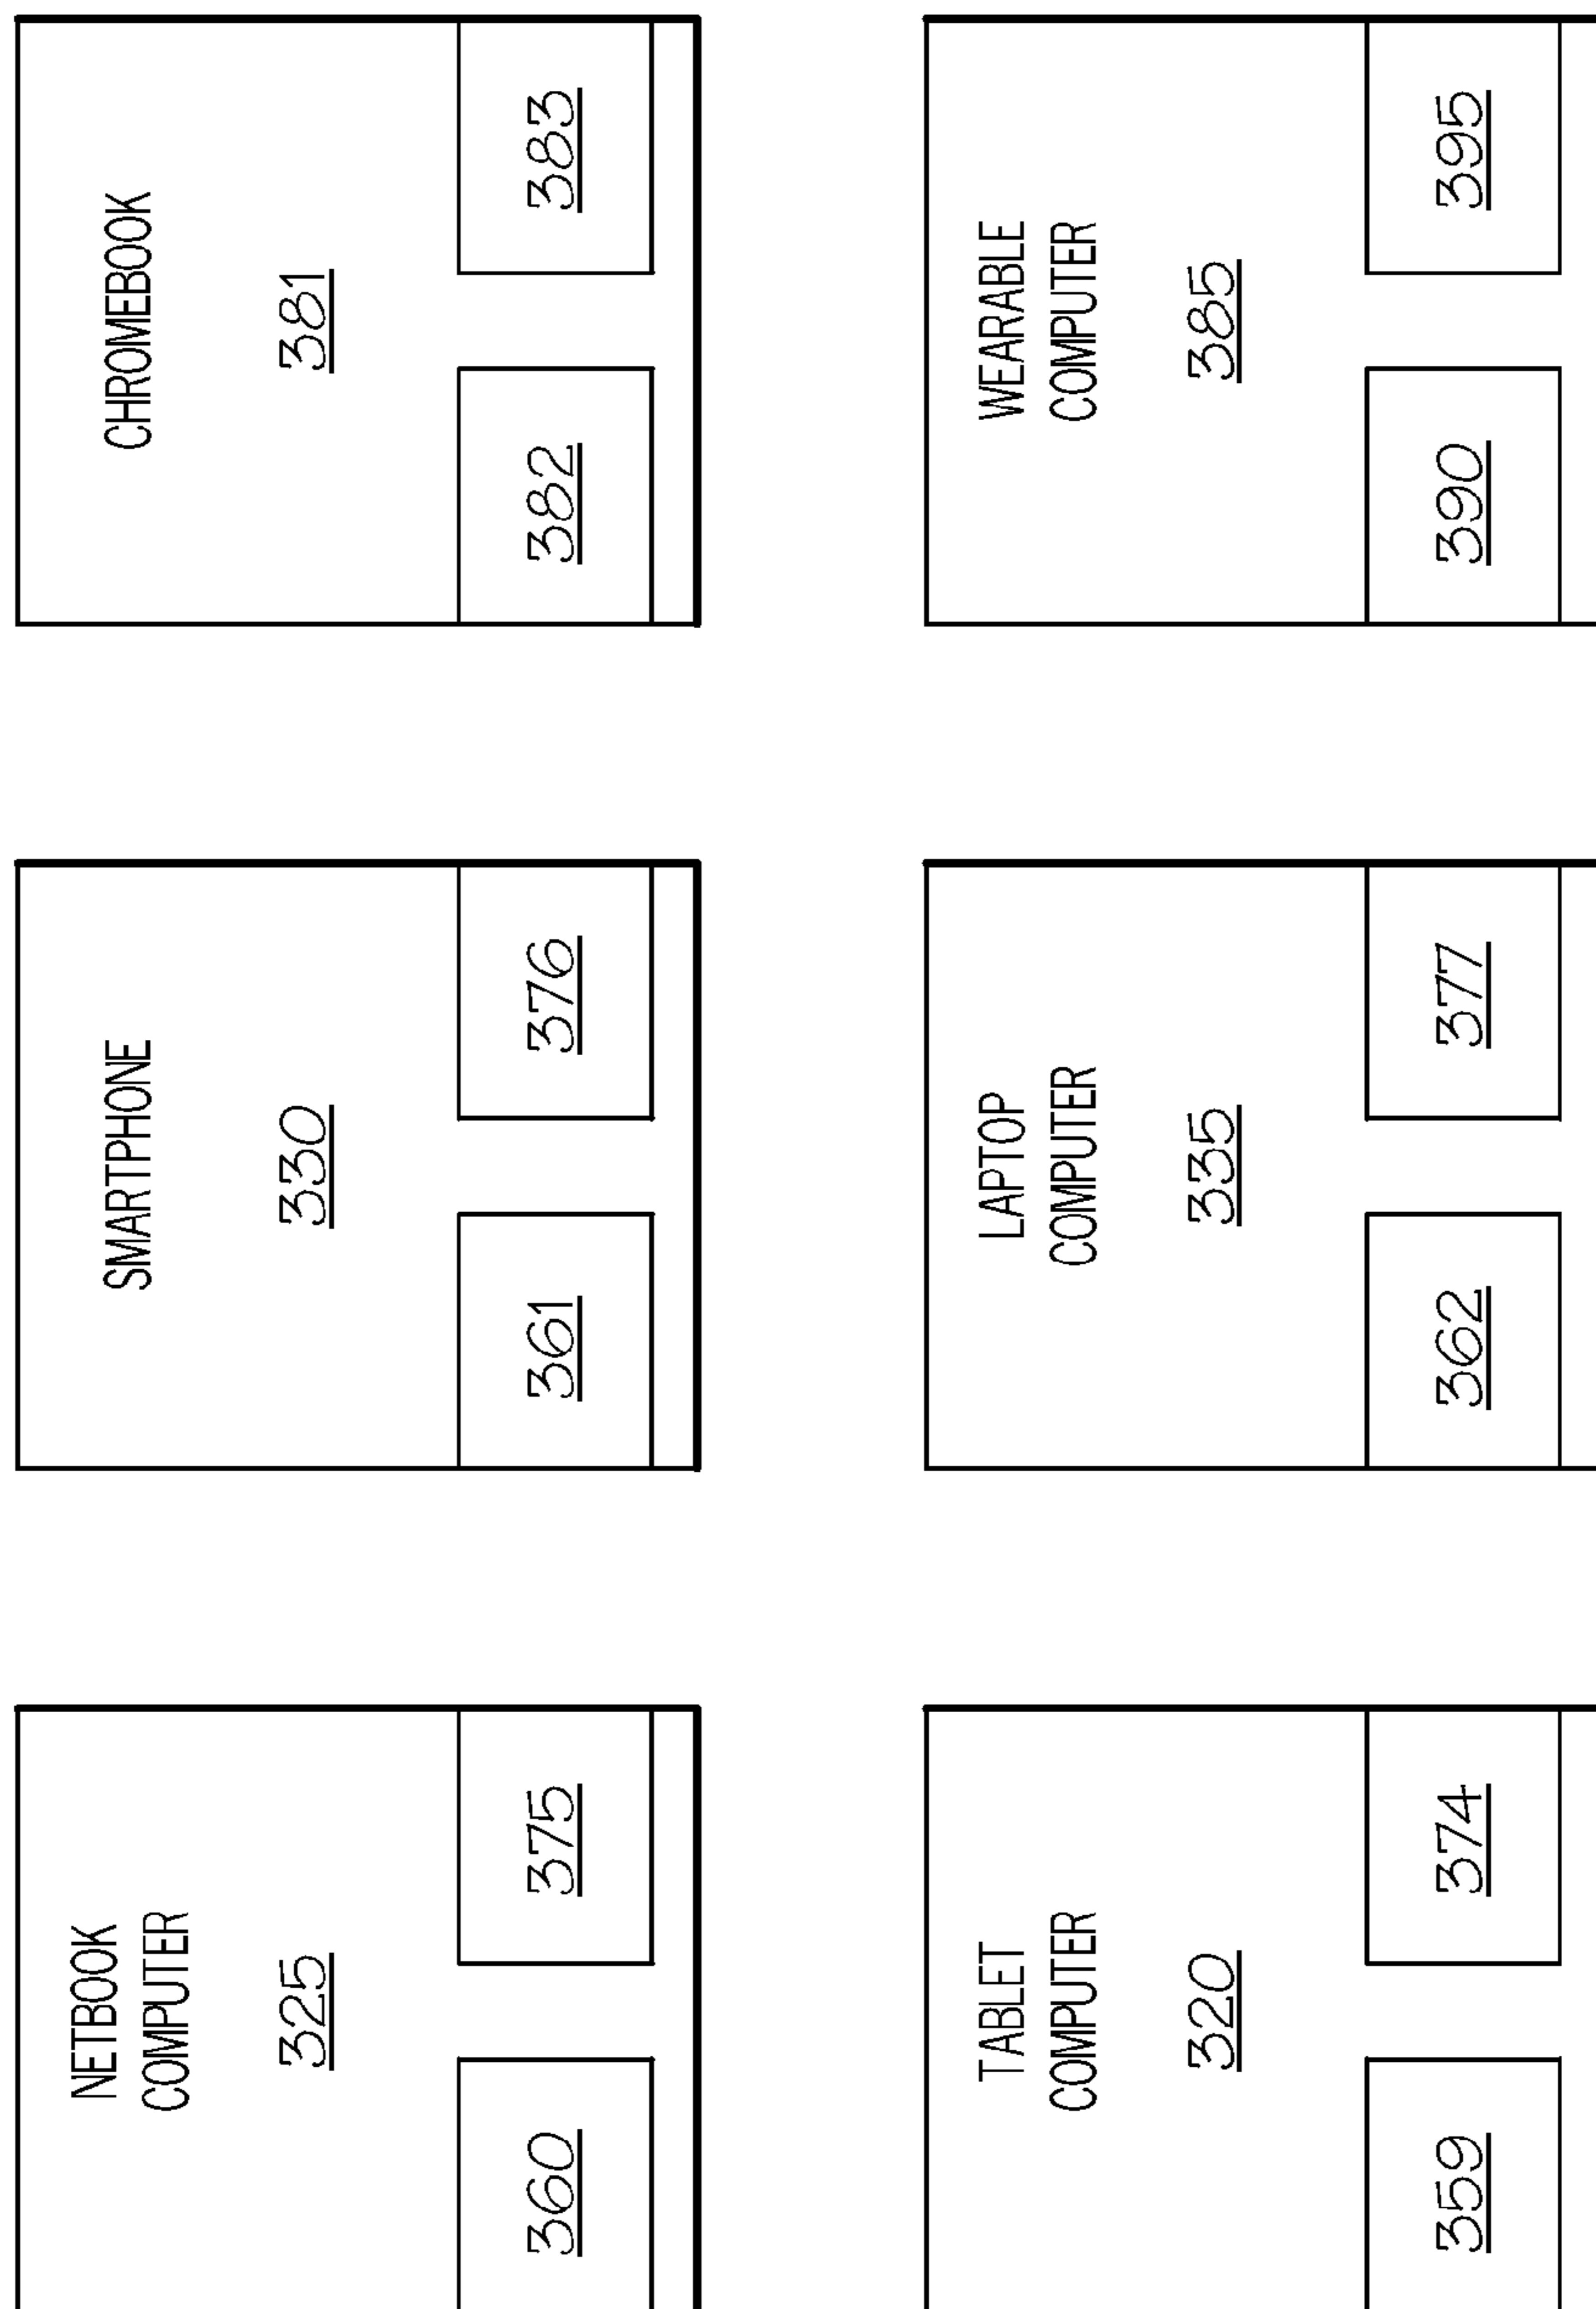 NETBOOK
COMPUTER
325
360
375
SMARTPHONE
330
361
376
CHROMEBOOK
381
382
383
TABLET
COMPUTER
320
359
374
LAPTOP
COMPUTER
335
362
377
WEARABLE
COMPUTER
385
390
395